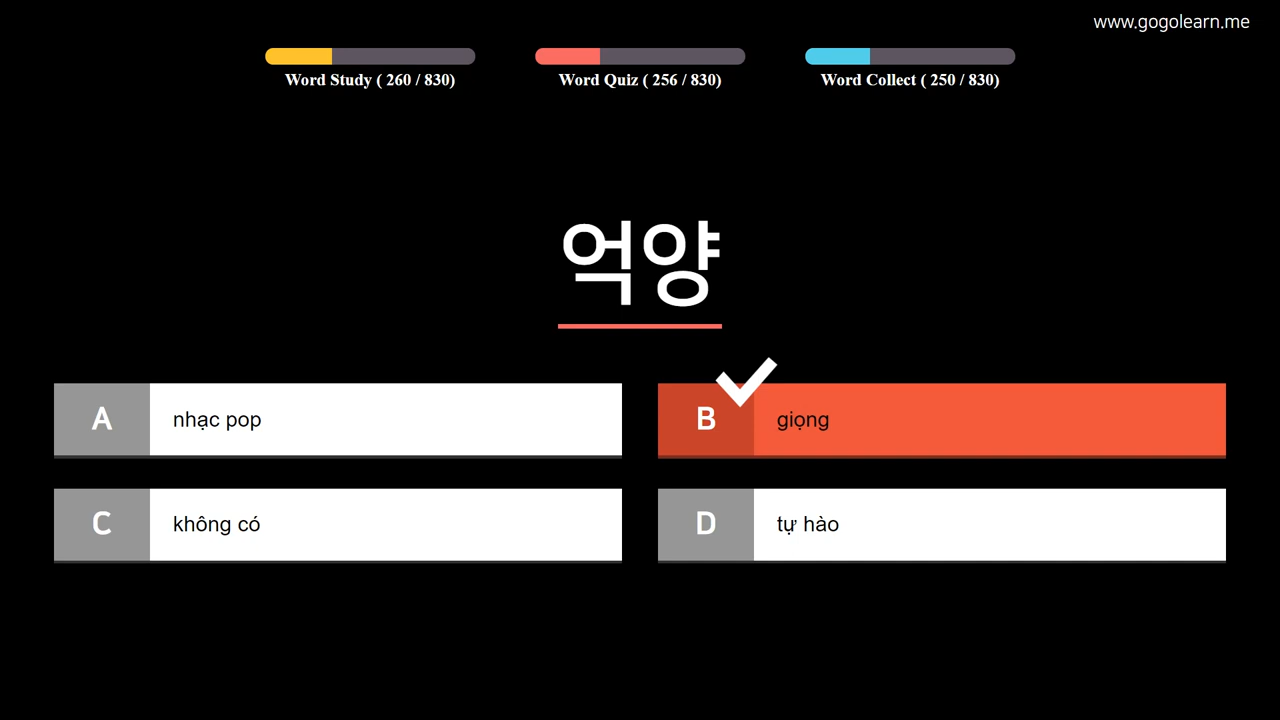 www.gogolearn.me
Word Study ( 260 / 830)
Word Quiz ( 256 / 830)
Word Collect ( 250 / 830)
억양
A nhạc pop
B giọng
C không có
D tự hào